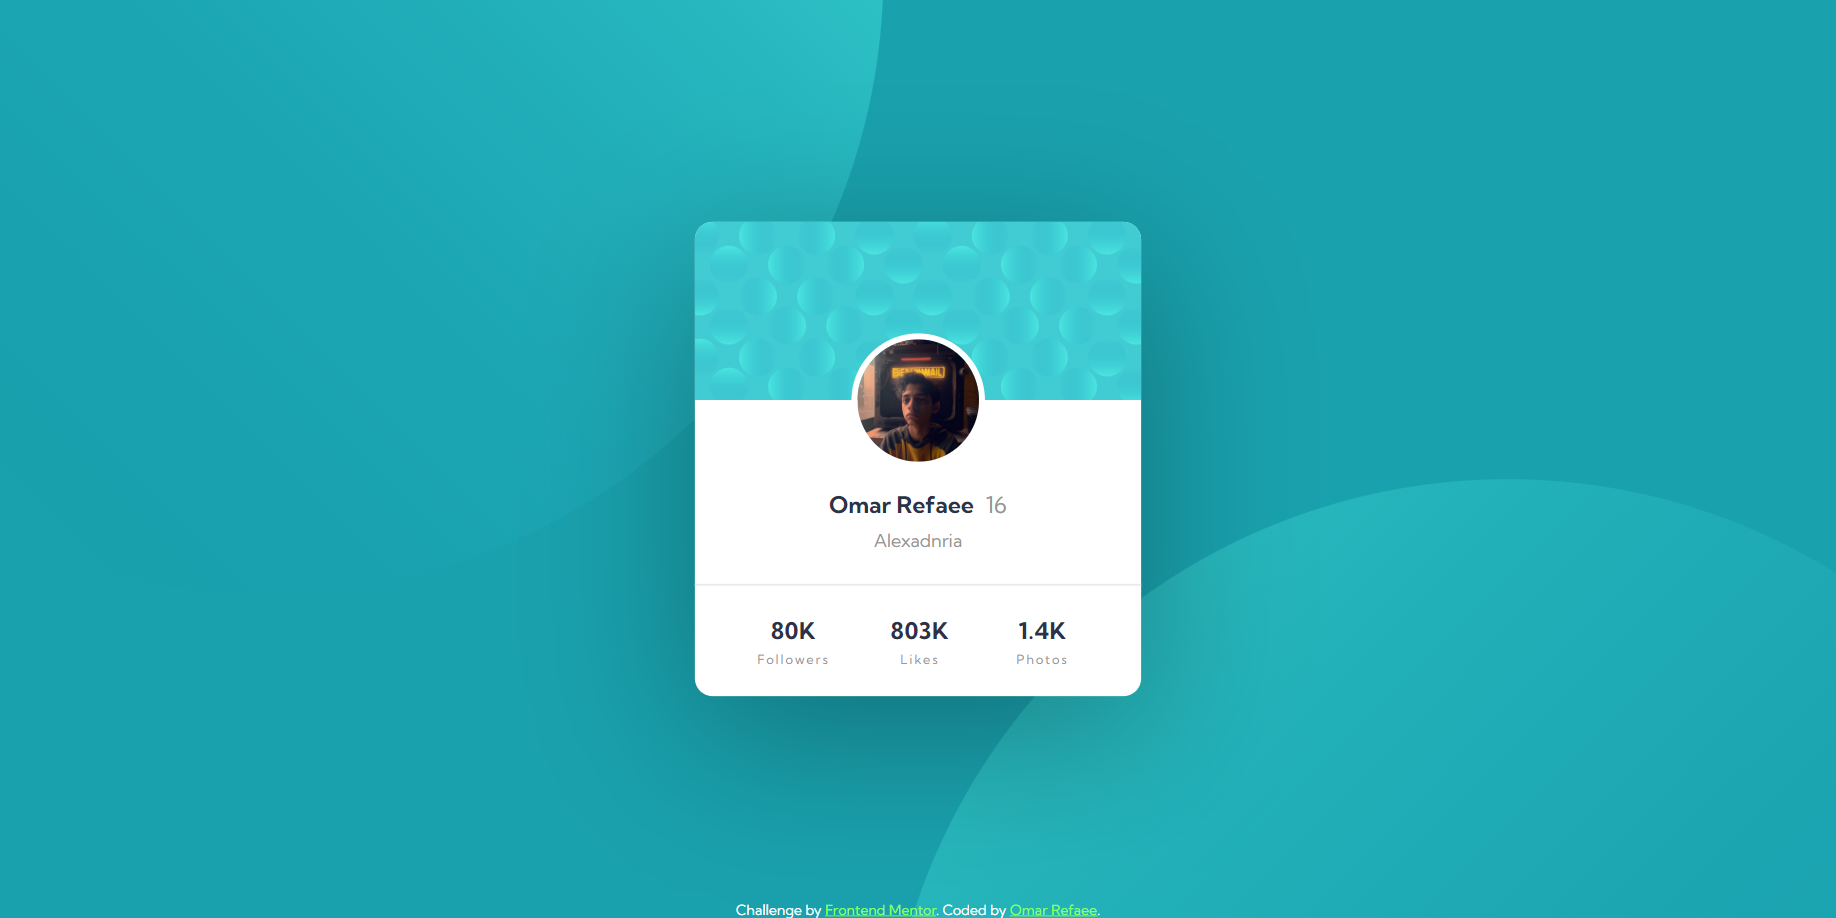 Omar Refaee 16
Alexadnria
80K 803K 1.4K
Followers Likes Photos
Challenge by Frontend Mentor. Coded by Omar Refaee.